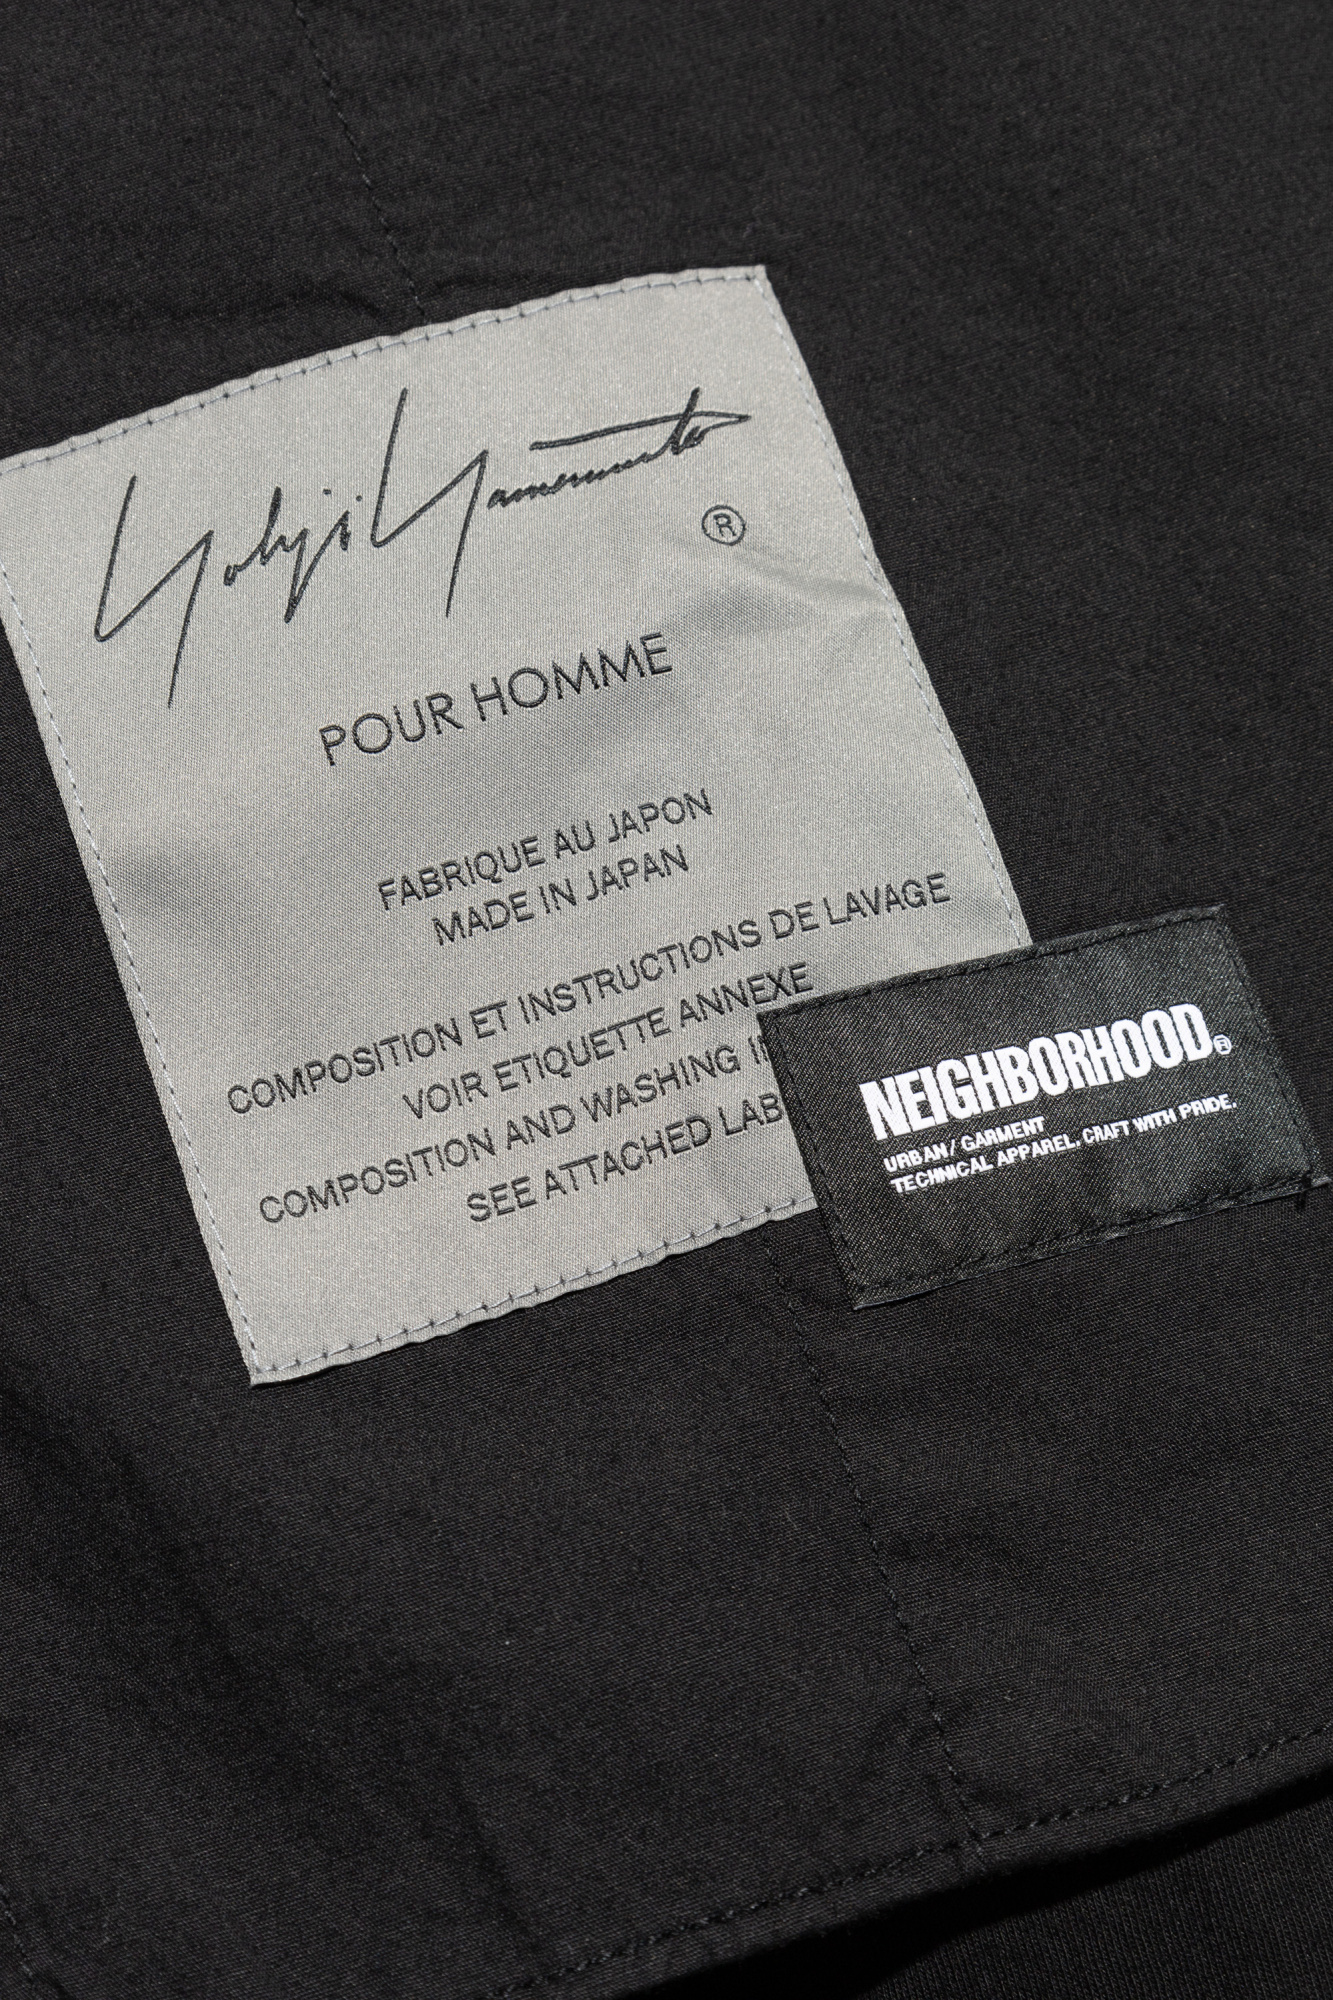 Yohji Yamamoto
®
POUR HOMME
FABRIQUE AU JAPON
MADE IN JAPAN
COMPOSITION ET INSTRUCTIONS DE LAVAGE
VOIR ETIQUETTE ANNEXE
COMPOSITION AND WASHING
SEE ATTACHED
NEIGHBORHOOD®
URBAN / GARMENT
TECHNICAL APPAREL. CRAFT WITH PRIDE.